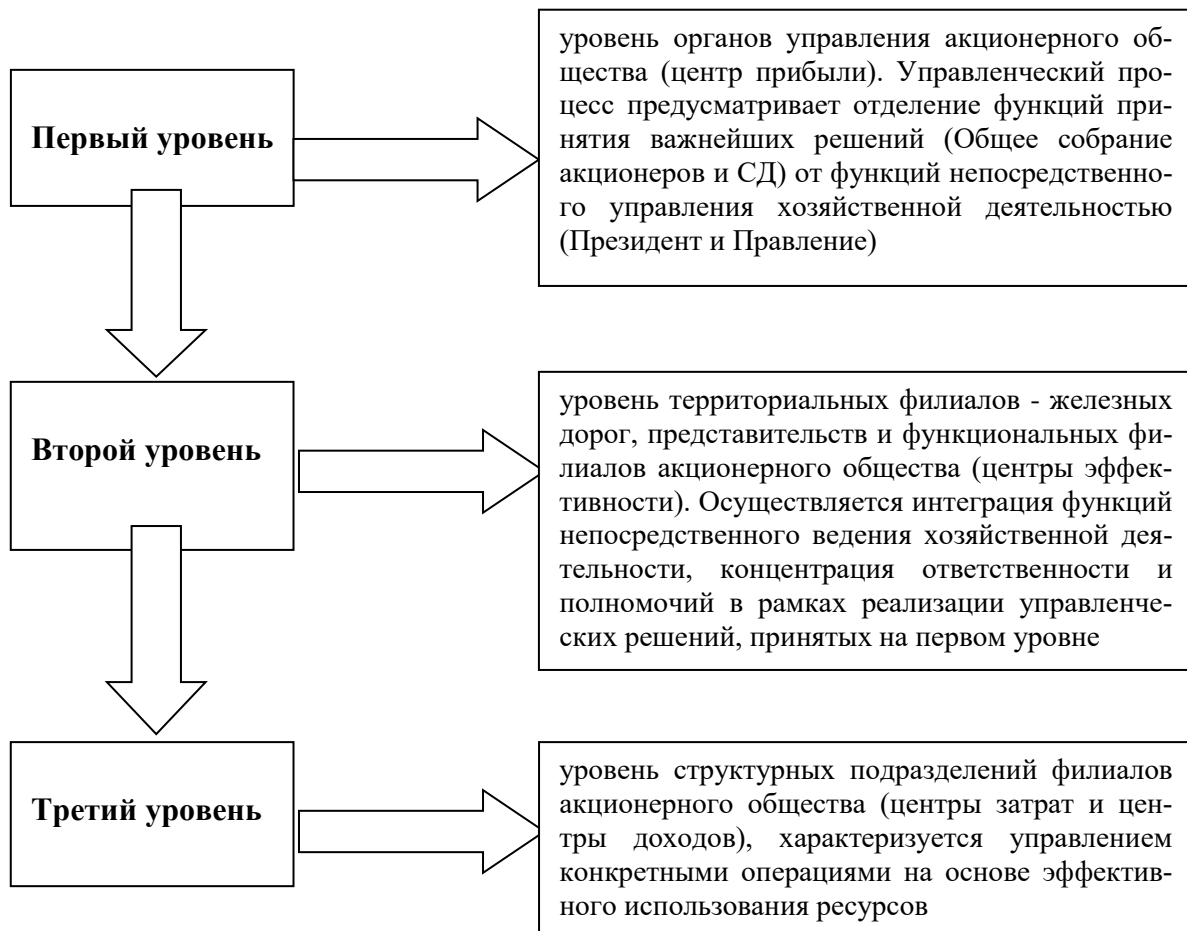 Первый уровень
уровень органов управления акционерного об-
щества (центр прибыли). Управленческий про-
цесс предусматривает отделение функций при-
нятия важнейших решений (Общее собрание
акционеров и СД) от функций непосредственно-
го управления хозяйственной деятельностью
(Президент и Правление)
Второй уровень
уровень территориальных филиалов - железных
дорог, представительств и функциональных фи-
лиалов акционерного общества (центры эффек-
тивности). Осуществляется интеграция функций
непосредственного ведения хозяйственной дея-
тельности, концентрация ответственности и
полномочий в рамках реализации управленче-
ских решений, принятых на первом уровне
Третий уровень
уровень структурных подразделений филиалов
акционерного общества (центры затрат и цен-
тры доходов), характеризуется управлением
конкретными операциями на основе эффектив-
ного использования ресурсов